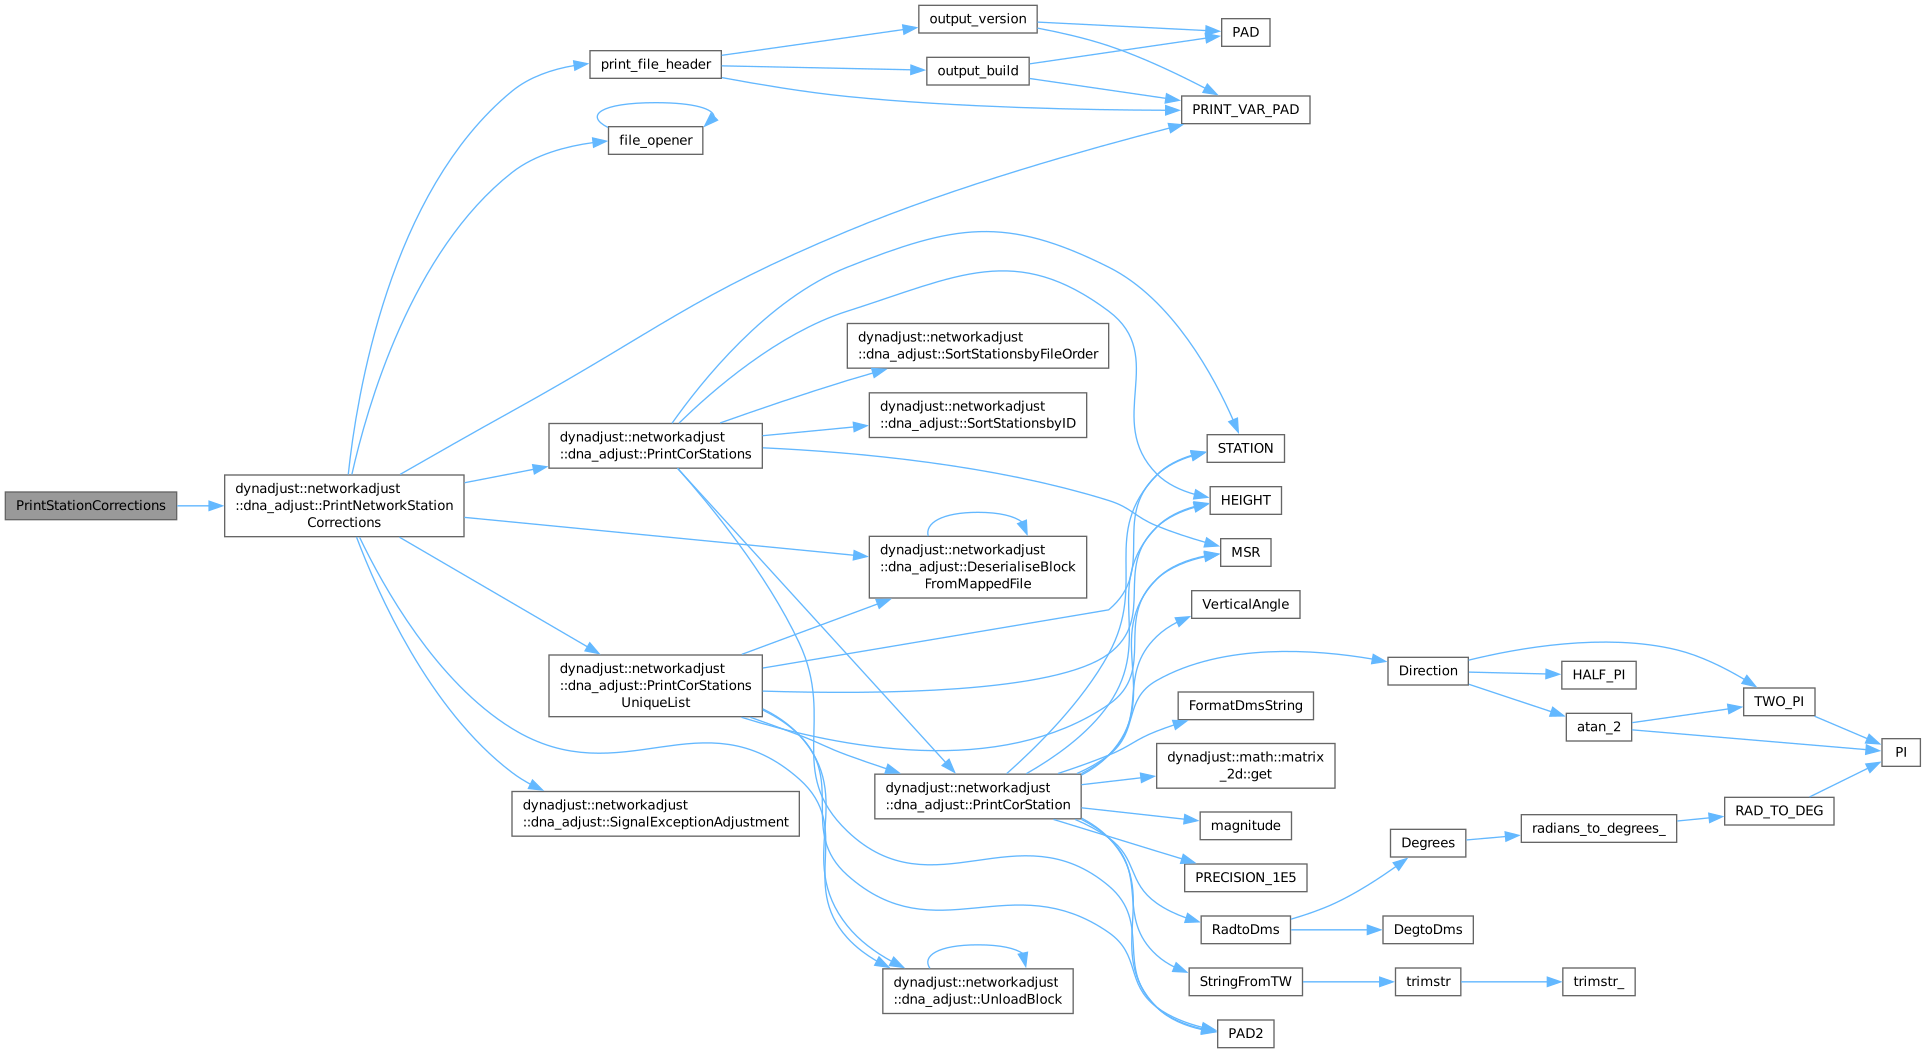 PrintStationCorrections
dynadjust::networkadjust
::dna_adjust::PrintNetworkStation
Corrections
print_file_header
file_opener
output_version
output_build
PAD
PRINT_VAR_PAD
dynadjust::networkadjust
::dna_adjust::PrintCorStations
dynadjust::networkadjust
::dna_adjust::SortStationsbyFileOrder
dynadjust::networkadjust
::dna_adjust::SortStationsbyID
dynadjust::networkadjust
::dna_adjust::DeserialiseBlock
FromMappedFile
dynadjust::networkadjust
::dna_adjust::PrintCorStations
UniqueList
dynadjust::networkadjust
::dna_adjust::SignalExceptionAdjustment
dynadjust::networkadjust
::dna_adjust::PrintCorStation
dynadjust::networkadjust
::dna_adjust::UnloadBlock
STATION
HEIGHT
MSR
VerticalAngle
FormatDmsString
dynadjust::math::matrix
_2d::get
magnitude
PRECISION_1E5
RadtoDms
StringFromTW
PAD2
Direction
HALF_PI
atan_2
TWO_PI
PI
RAD_TO_DEG
Degrees
radians_to_degrees_
DegtoDms
trimstr
trimstr_